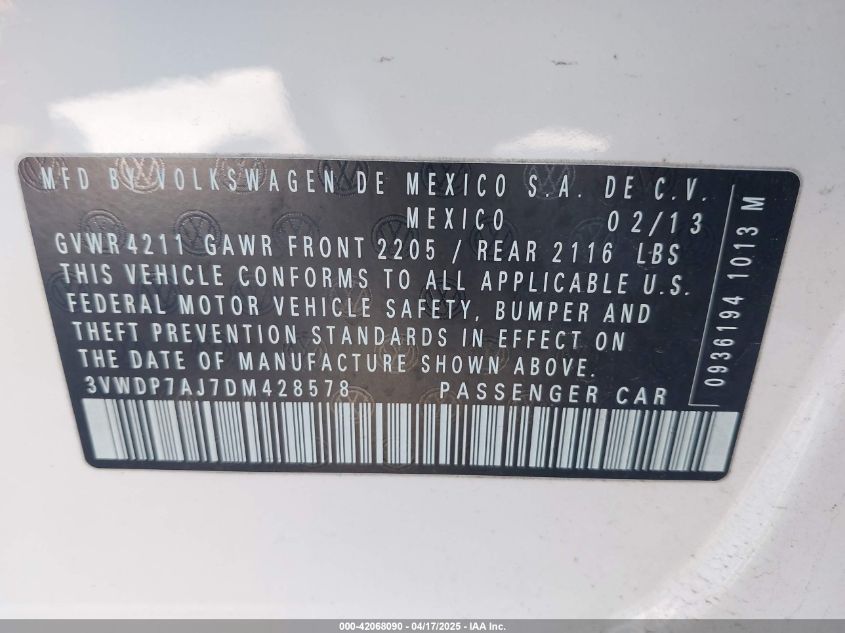 MFD BY VOLKSWAGEN DE MEXICO S.A. DE C.V.
MEXICO 02/13
GVWR 4211 GAWR FRONT 2205 / REAR 2116 LBS
THIS VEHICLE CONFORMS TO ALL APPLICABLE U.S.
FEDERAL MOTOR VEHICLE SAFETY, BUMPER AND
THEFT PREVENTION STANDARDS IN EFFECT ON
THE DATE OF MANUFACTURE SHOWN ABOVE.
3VWDP7AJ7DM428578 PASSENGER CAR
0936194 1013 M
000-42068090 - 04/17/2025 - IAA Inc.